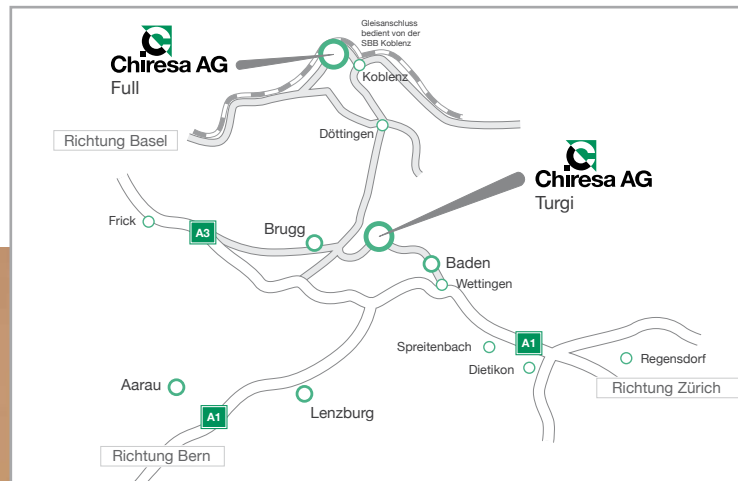 Gleisanschluss
bedient von der
SBB Koblenz
Chiresa AG
Full
Koblenz
Döttingen
Richtung Basel
Chiresa AG
Turgi
Frick
A3
Brugg
Baden
Wettingen
Spreitenbach
A1
Dietikon
Regensdorf
Richtung Zürich
Aarau
Lenzburg
A1
Richtung Bern